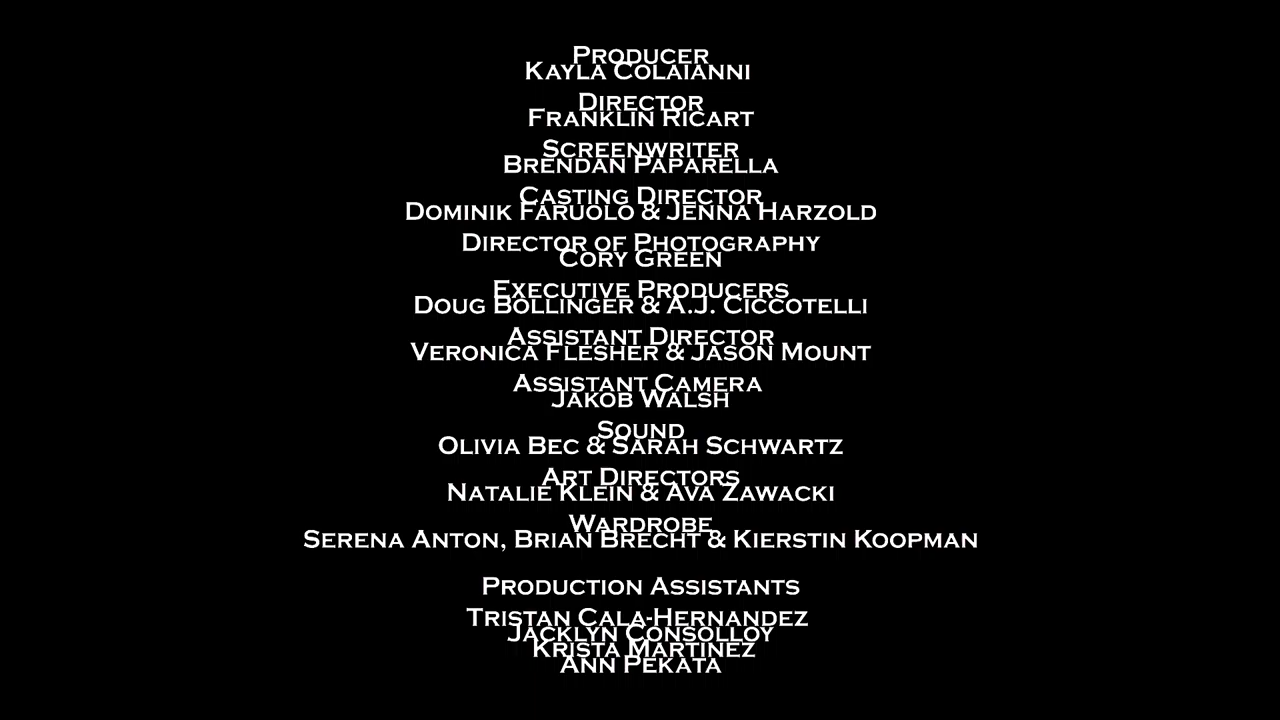 Producer
Kayla Colaianni
Director
Franklin Ricart
Screenwriter
Brendan Paparella
Casting Director
Dominik Faruolo & Jenna Harzold
Director of Photography
Cory Green
Executive Producers
Doug Bollinger & A.J. Ciccotelli
Assistant Director
Veronica Flesher & Jason Mount
Assistant Camera
Jakob Walsh
Sound
Olivia Bec & Sarah Schwartz
Art Directors
Natalie Klein & Ava Zawacki
Wardrobe
Serena Anton, Brian Brecht & Kierstin Koopman
Production Assistants
Tristan Cala-Hernandez
Jacklyn Consolloy
Krista Martinez
Ann Pekata